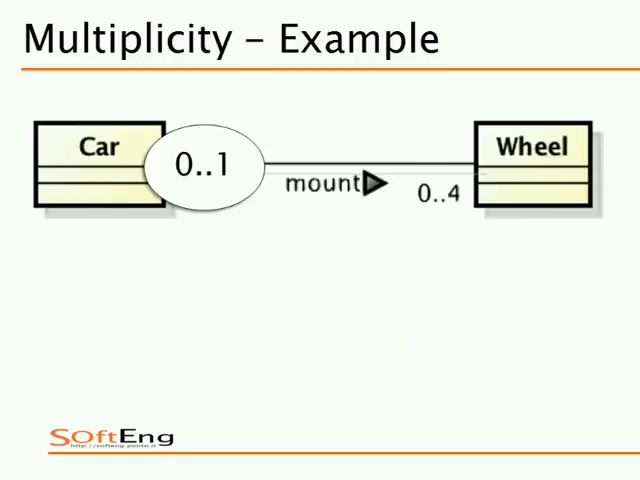 Multiplicity – Example
Car
0..1
mount
0..4
Wheel
SOftEng
http://softeng.polito.it